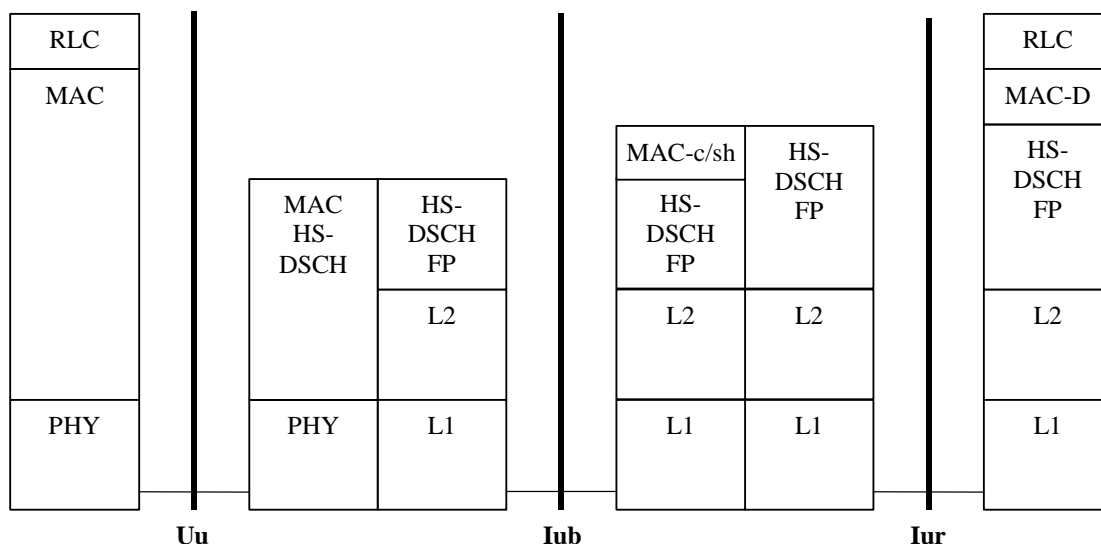 RLC
MAC
PHY
MAC
HS-
DSCH
PHY
HS-
DSCH
FP
L2
L1
MAC-c/sh
HS-
DSCH
FP
L2
L1
HS-
DSCH
FP
L2
L1
RLC
MAC-D
HS-
DSCH
FP
L2
L1
Uu
Iub
Iur